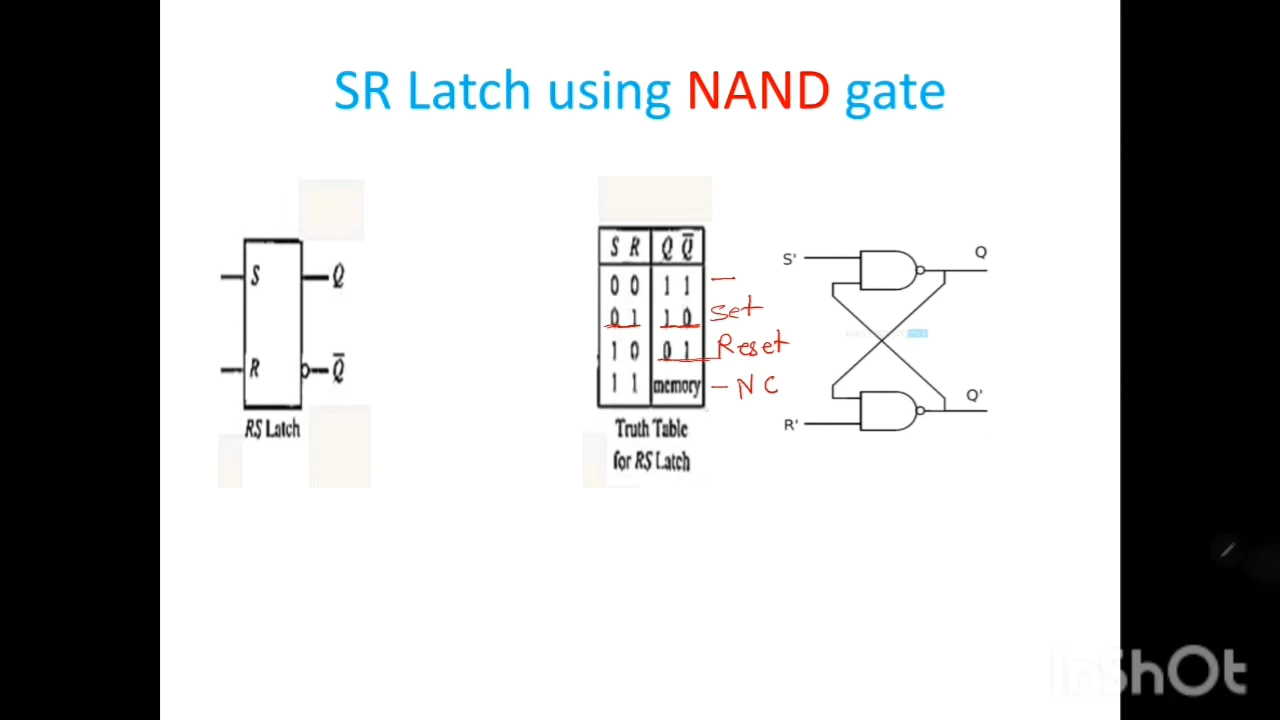 SR Latch using NAND gate
S Q
R Q̅
RS Latch
S R Q Q̅
0 0 1 1 —
0 1 1 0 Set
1 0 0 1 Reset
1 1 memory - NC
Truth Table
for RS Latch
S' Q
R' Q'
InShOt